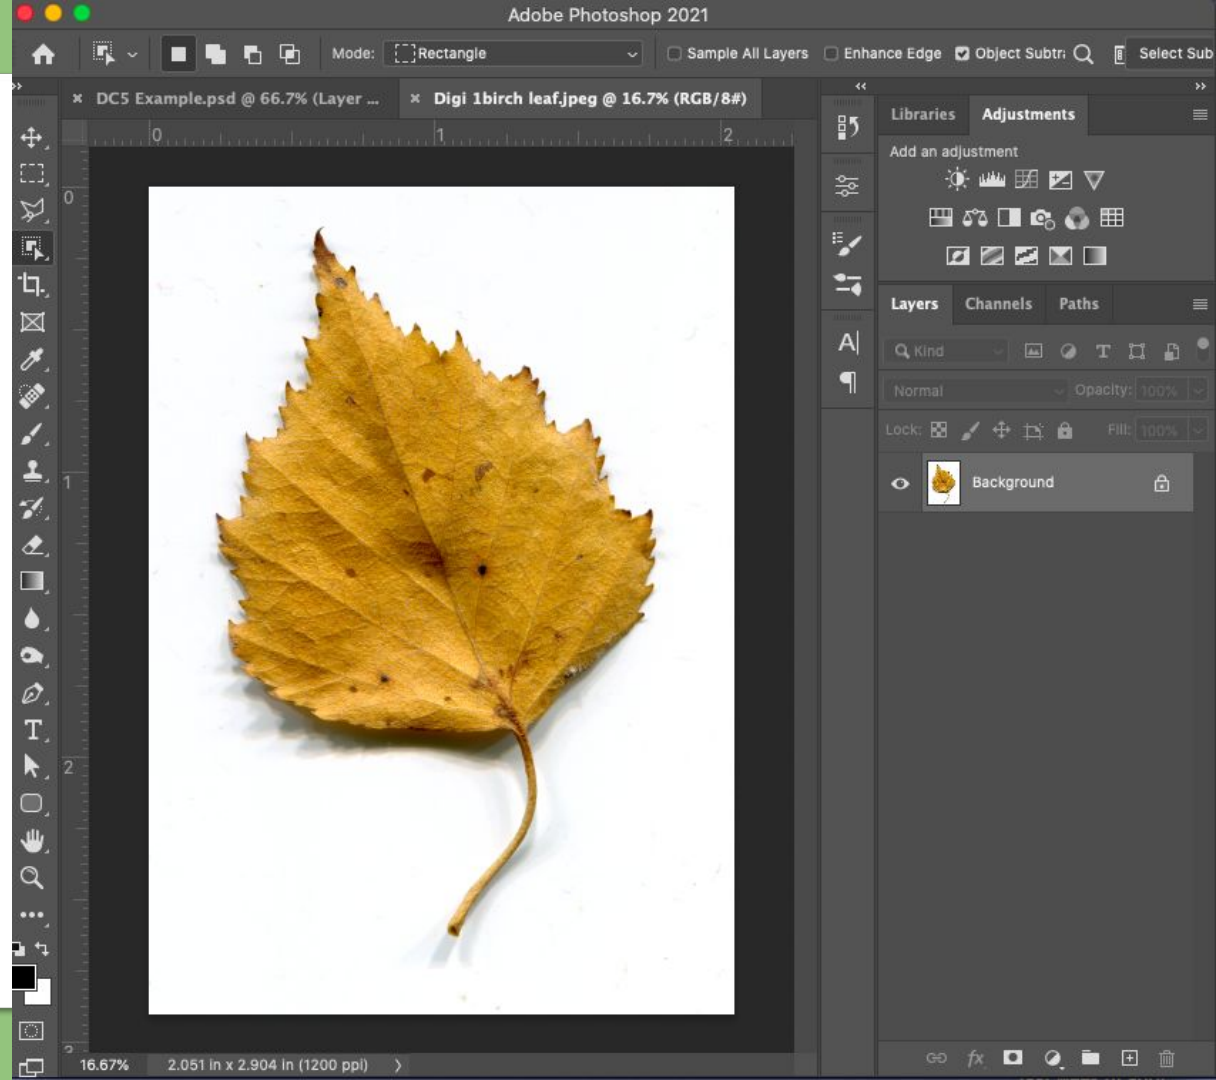 Adobe Photoshop 2021
Mode: Rectangle Sample All Layers Enhance Edge Object Subtr Select Sub
× DC5 Example.psd @ 66.7% (Layer ... × Digi 1birch leaf.jpeg @ 16.7% (RGB/8#)
Libraries Adjustments
Add an adjustment
0 1 2
0
1
2
3
A
Layers Channels Paths
Kind
T
Normal Opacity: 100%
Lock: Fill: 100%
Background
T
fx
16.67% 2.051 in x 2.904 in (1200 ppi)